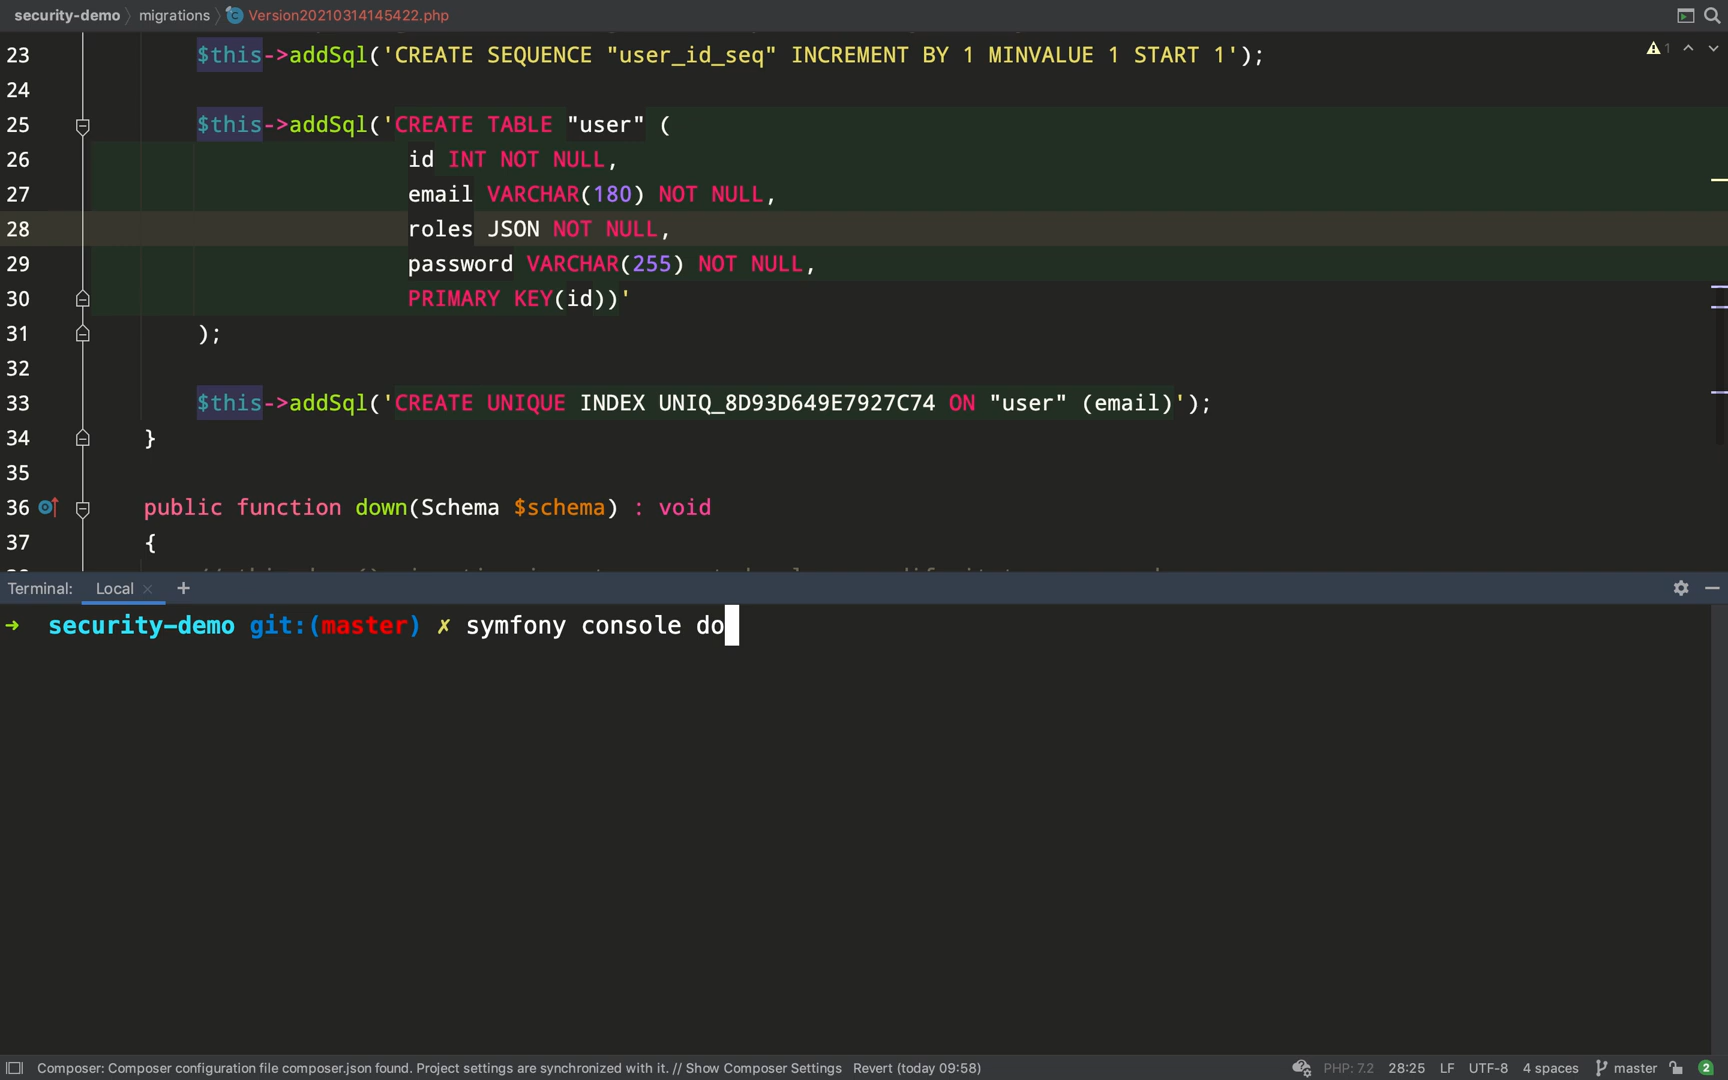 security-demo migrations Version20210314145422.php
23 $this->addSql('CREATE SEQUENCE "user_id_seq" INCREMENT BY 1 MINVALUE 1 START 1'); 1
24
25 $this->addSql('CREATE TABLE "user" (
26 id INT NOT NULL,
27 email VARCHAR(180) NOT NULL,
28 roles JSON NOT NULL,
29 password VARCHAR(255) NOT NULL,
30 PRIMARY KEY(id))'
31 );
32
33 $this->addSql('CREATE UNIQUE INDEX UNIQ_8D93D649E7927C74 ON "user" (email)');
34 }
35
36 public function down(Schema $schema) : void
37 {
Terminal: Local × +
→ security-demo git:(master) ✗ symfony console do
Composer: Composer configuration file composer.json found. Project settings are synchronized with it. // Show Composer Settings Revert (today 09:58) PHP: 7.2 28:25 LF UTF-8 4 spaces master 2